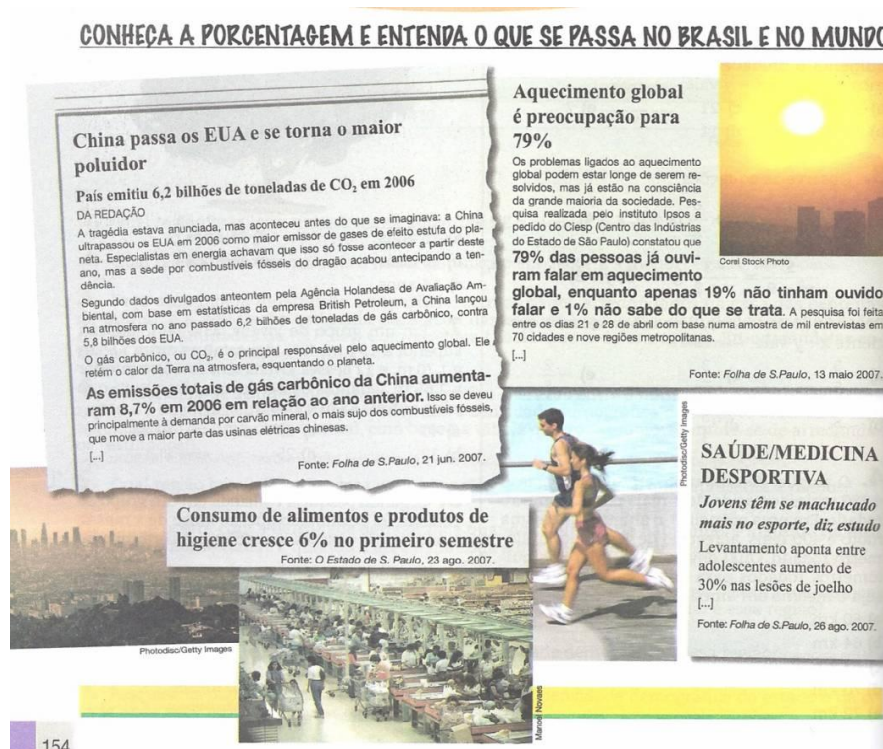 CONHEÇA A PORCENTAGEM E ENTENDA O QUE SE PASSA NO BRASIL E NO MUNDO
China passa os EUA e se torna o maior
poluidor
País emitiu 6,2 bilhões de toneladas de CO₂ em 2006
DA REDAÇÃO
A tragédia estava anunciada, mas aconteceu antes do que se imaginava: a China
ultrapassou os EUA em 2006 como maior emissor de gases de efeito estufa do pla-
neta. Especialistas em energia achavam que isso só fosse acontecer a partir deste
ano, mas a sede por combustíveis fósseis do dragão acabou antecipando a ten-
dência.
Segundo dados divulgados anteontem pela Agência Holandesa de Avaliação Am-
biental, com base em estatísticas da empresa British Petroleum, a China lançou
na atmosfera no ano passado 6,2 bilhões de toneladas de gás carbônico, contra
5,8 bilhões dos EUA.
O gás carbônico, ou CO₂, é o principal responsável pelo aquecimento global. Ele
retém o calor da Terra na atmosfera, esquentando o planeta.
As emissões totais de gás carbônico da China aumenta-
ram 8,7% em 2006 em relação ao ano anterior. Isso se deveu
principalmente à demanda por carvão mineral, o mais sujo dos combustíveis fósseis,
que move a maior parte das usinas elétricas chinesas.
[...]
Fonte: Folha de S.Paulo, 21 jun. 2007.
Aquecimento global
é preocupação para
79%
Os problemas ligados ao aquecimento
global podem estar longe de serem re-
solvidos, mas já estão na consciência
da grande maioria da sociedade. Pes-
quisa realizada pelo instituto Ipsos a
pedido do Ciesp (Centro das Indústrias
do Estado de São Paulo) constatou que
79% das pessoas já ouvi-
ram falar em aquecimento
global, enquanto apenas 19% não tinham ouvido
falar e 1% não sabe do que se trata. A pesquisa foi feita
entre os dias 21 e 28 de abril com base numa amostra de mil entrevistas em
70 cidades e nove regiões metropolitanas.
[...]
Fonte: Folha de S.Paulo, 13 maio 2007.
Corel Stock Photo
Photodisc/Getty Images
SAÚDE/MEDICINA
DESPORTIVA
Jovens têm se machucado
mais no esporte, diz estudo
Levantamento aponta entre
adolescentes aumento de
30% nas lesões de joelho
[...]
Fonte: Folha de S.Paulo, 26 ago. 2007.
Consumo de alimentos e produtos de
higiene cresce 6% no primeiro semestre
Fonte: O Estado de S. Paulo, 23 ago. 2007.
Photodisc/Getty Images
Manoel Novaes
154